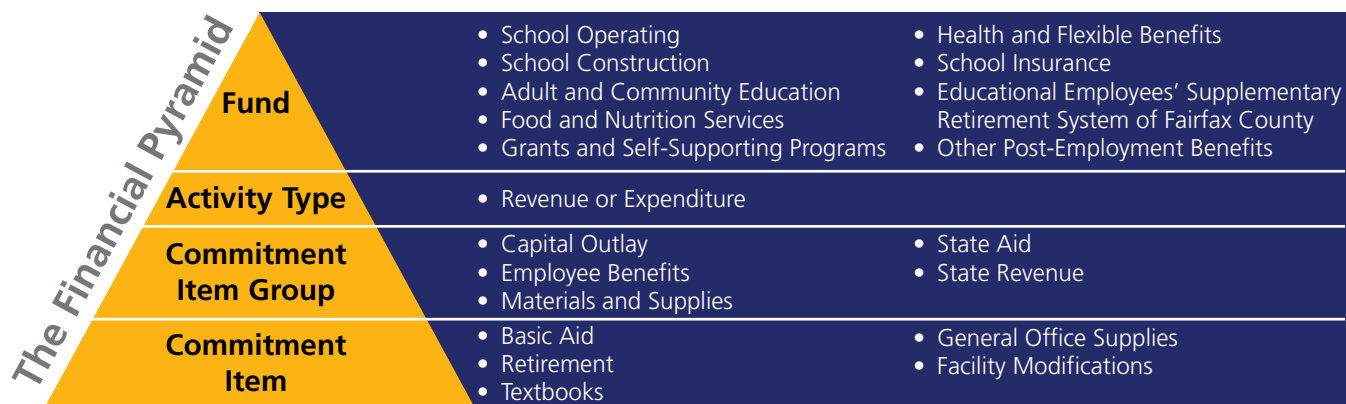 The Financial Pyramid
Fund
• School Operating
• School Construction
• Adult and Community Education
• Food and Nutrition Services
• Grants and Self-Supporting Programs
• Health and Flexible Benefits
• School Insurance
• Educational Employees’ Supplementary
Retirement System of Fairfax County
• Other Post-Employment Benefits
Activity Type
• Revenue or Expenditure
Commitment
Item Group
• Capital Outlay
• Employee Benefits
• Materials and Supplies
• State Aid
• State Revenue
Commitment
Item
• Basic Aid
• Retirement
• Textbooks
• General Office Supplies
• Facility Modifications